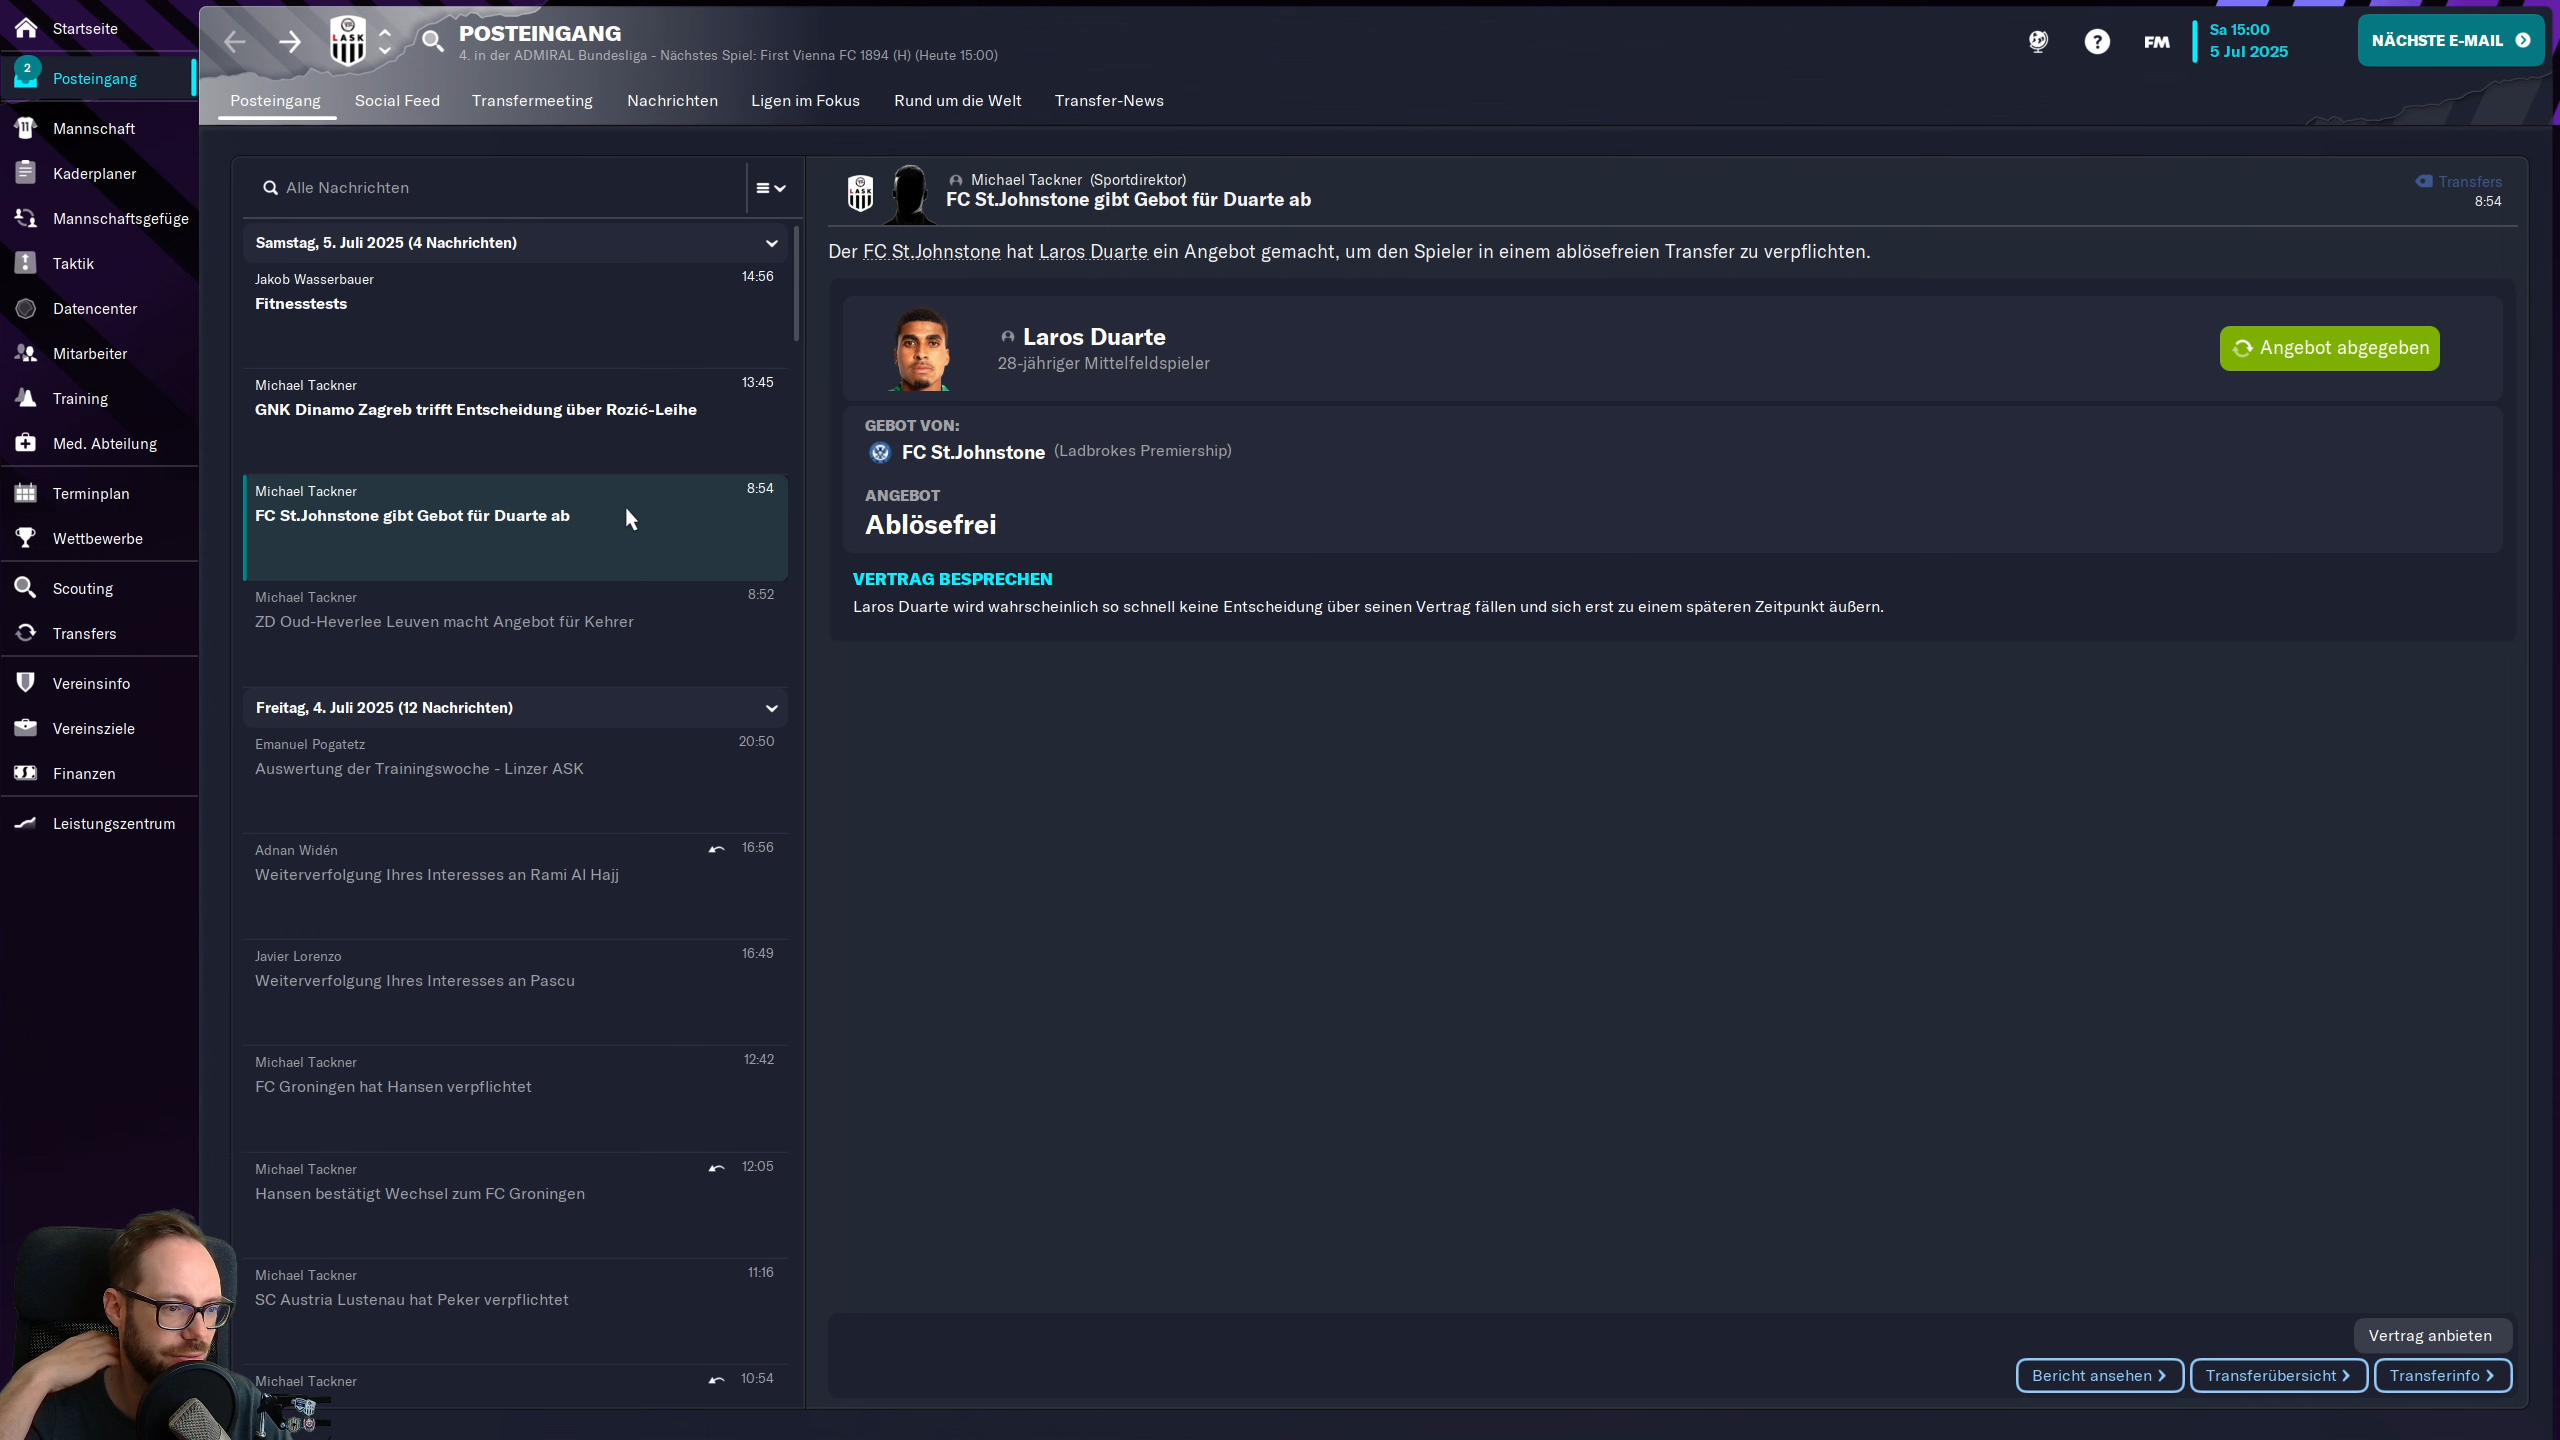 Startseite
2
Posteingang
Mannschaft
Kaderplaner
Mannschaftsgefüge
Taktik
Datencenter
Mitarbeiter
Training
Med. Abteilung
Terminplan
Wettbewerbe
Scouting
Transfers
Vereinsinfo
Vereinsziele
Finanzen
Leistungszentrum
LASK
POSTEINGANG
4. in der ADMIRAL Bundesliga - Nächstes Spiel: First Vienna FC 1894 (H) (Heute 15:00)
FM
Sa 15:00
5 Jul 2025
NÄCHSTE E-MAIL
Posteingang
Social Feed
Transfermeeting
Nachrichten
Ligen im Fokus
Rund um die Welt
Transfer-News
Alle Nachrichten
Samstag, 5. Juli 2025 (4 Nachrichten)
Jakob Wasserbauer 14:56
Fitnesstests
Michael Tackner 13:45
GNK Dinamo Zagreb trifft Entscheidung über Rozić-Leihe
Michael Tackner 8:54
FC St.Johnstone gibt Gebot für Duarte ab
Michael Tackner 8:52
ZD Oud-Heverlee Leuven macht Angebot für Kehrer
Freitag, 4. Juli 2025 (12 Nachrichten)
Emanuel Pogatetz 20:50
Auswertung der Trainingswoche - Linzer ASK
Adnan Widén 16:56
Weiterverfolgung Ihres Interesses an Rami Al Hajj
Javier Lorenzo 16:49
Weiterverfolgung Ihres Interesses an Pascu
Michael Tackner 12:42
FC Groningen hat Hansen verpflichtet
Michael Tackner 12:05
Hansen bestätigt Wechsel zum FC Groningen
Michael Tackner 11:16
SC Austria Lustenau hat Peker verpflichtet
Michael Tackner 10:54
LASK
Michael Tackner (Sportdirektor)
FC St.Johnstone gibt Gebot für Duarte ab
Transfers
8:54
Der FC St.Johnstone hat Laros Duarte ein Angebot gemacht, um den Spieler in einem ablösefreien Transfer zu verpflichten.
Laros Duarte
28-jähriger Mittelfeldspieler
Angebot abgegeben
GEBOT VON:
FC St.Johnstone (Ladbrokes Premiership)
ANGEBOT
Ablösefrei
VERTRAG BESPRECHEN
Laros Duarte wird wahrscheinlich so schnell keine Entscheidung über seinen Vertrag fällen und sich erst zu einem späteren Zeitpunkt äußern.
Vertrag anbieten
Bericht ansehen
Transferübersicht
Transferinfo